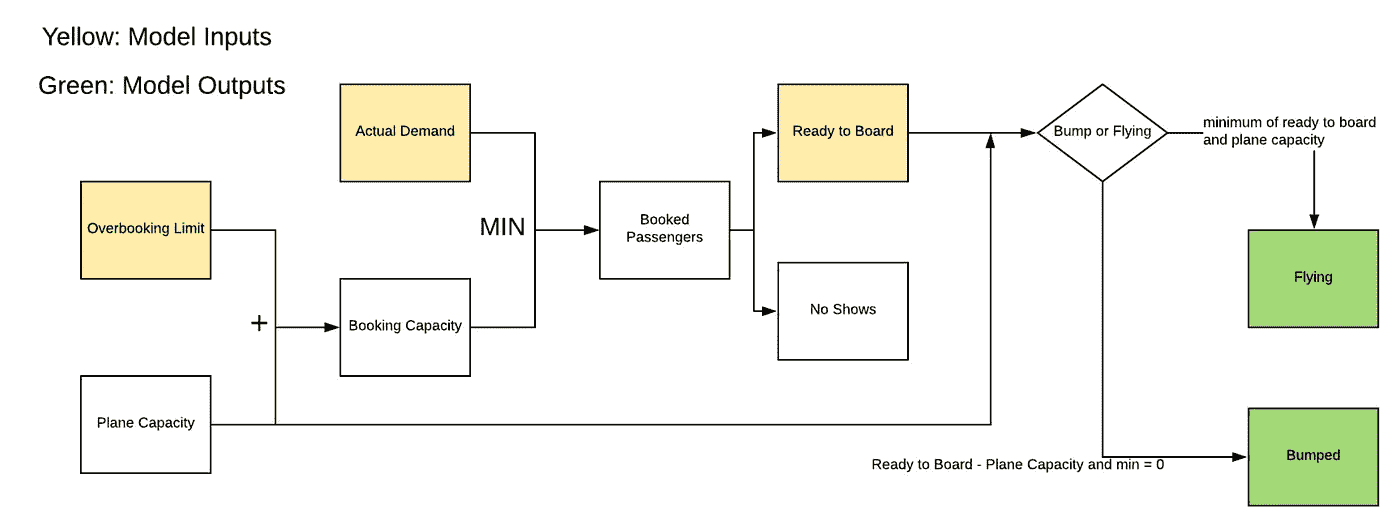 Yellow: Model Inputs
Green: Model Outputs
Actual Demand
Ready to Board
Bump or Flying
minimum of ready to board
and plane capacity
Overbooking Limit
MIN
Booked
Passengers
Flying
+
Booking Capacity
No Shows
Plane Capacity
Ready to Board - Plane Capacity and min = 0
Bumped